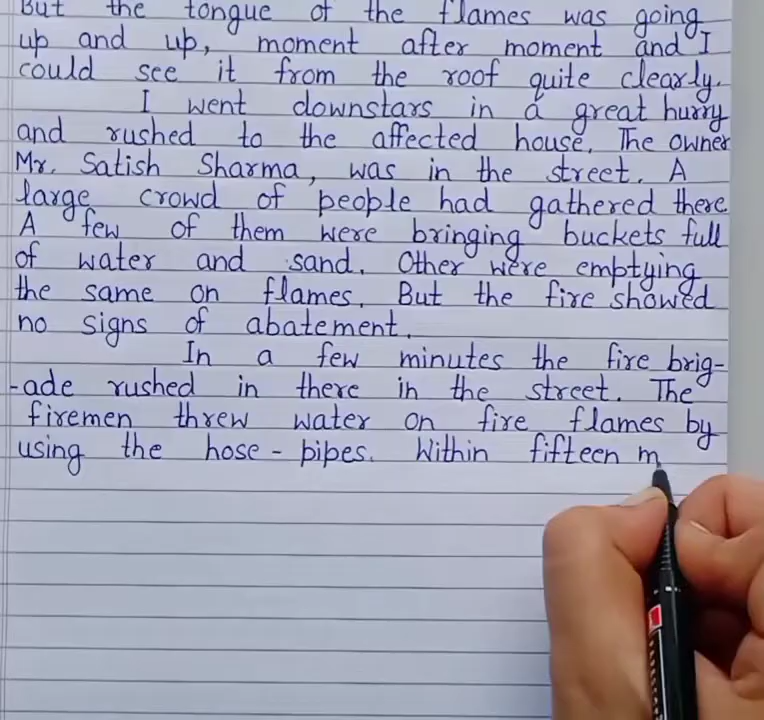 But the tongue of the flames was going
up and up, moment after moment and I
could see it from the roof quite clearly.
I went downstars in a great hurry
and rushed to the affected house. The owner
Mr. Satish Sharma, was in the street. A
large crowd of people had gathered there
A few of them were bringing buckets full
of water and sand. Other were emptying
the same on flames. But the fire showed
no signs of abatement.
In a few minutes the fire brig-
-ade rushed in there in the street. The
firemen threw water on fire flames by
using the hose-pipes. Within fifteen m